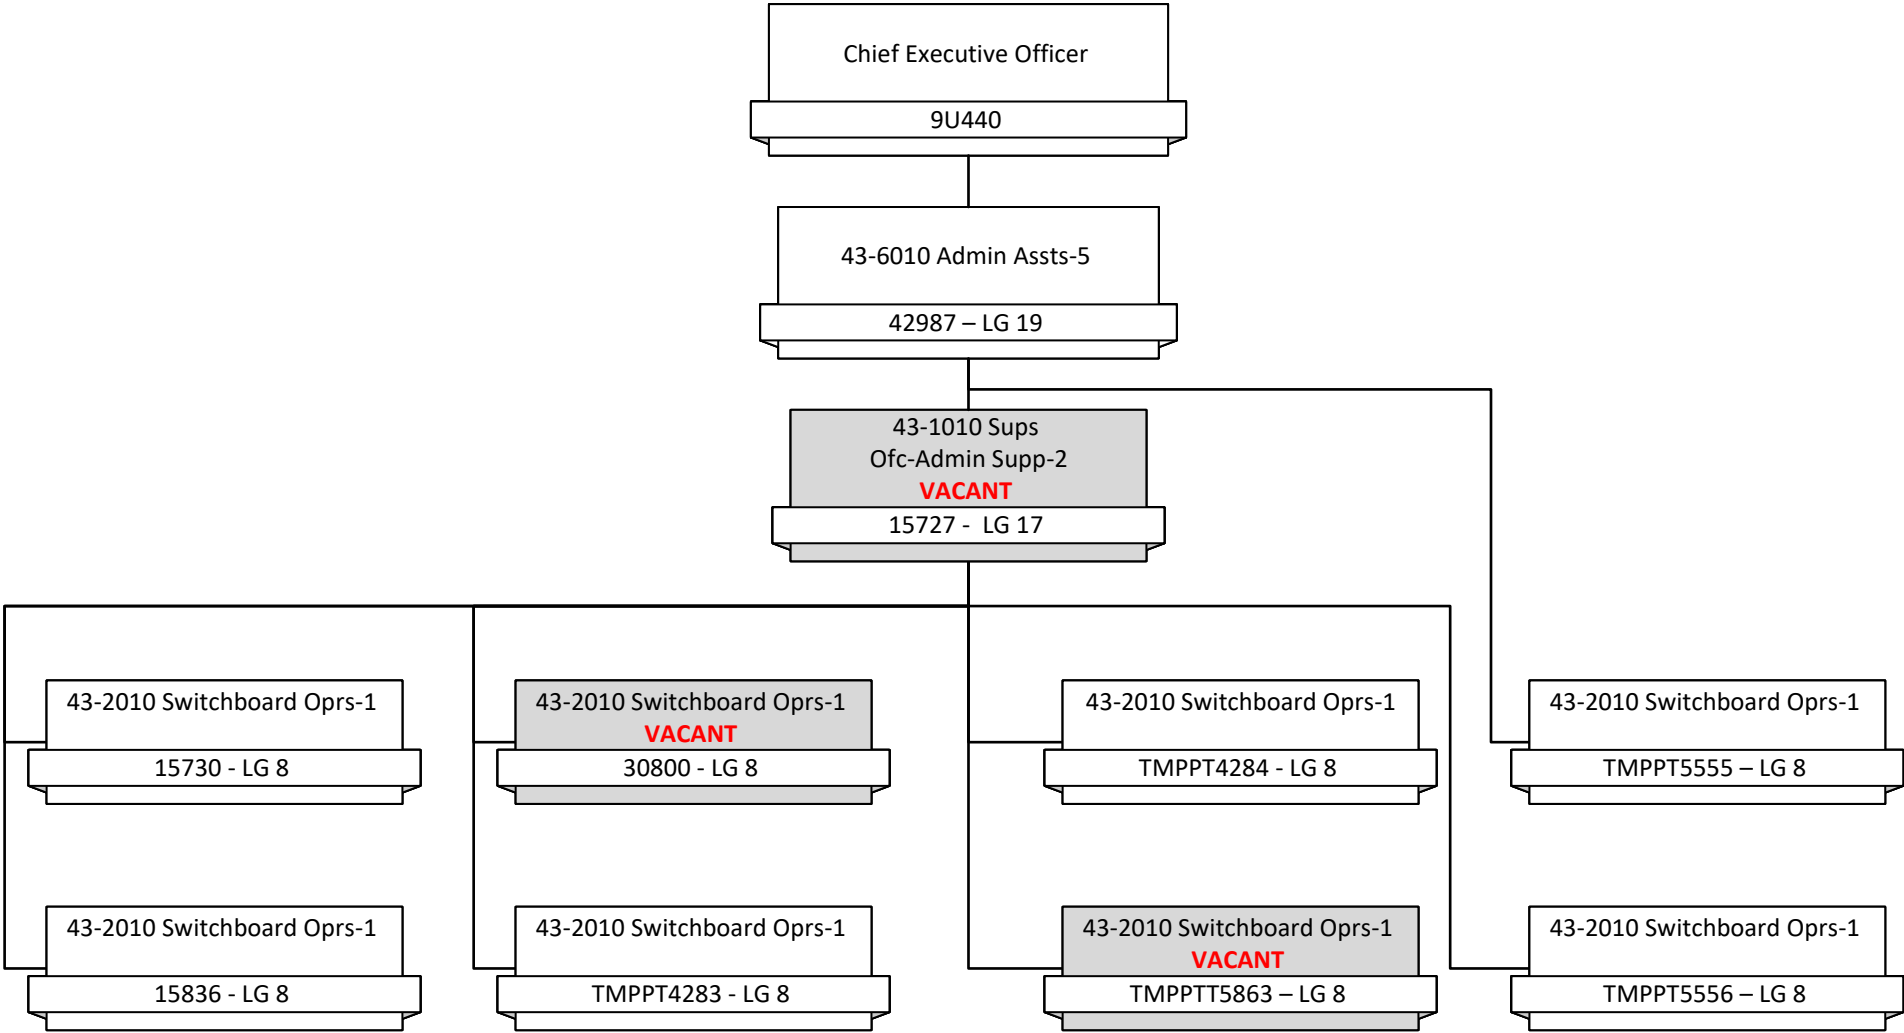 Chief Executive Officer
9U440
43-6010 Admin Assts-5
42987 – LG 19
43-1010 Sups
Ofc-Admin Supp-2
VACANT
15727 -  LG 17
43-2010 Switchboard Oprs-1
15730 - LG 8
43-2010 Switchboard Oprs-1
VACANT
30800 - LG 8
43-2010 Switchboard Oprs-1
TMPPT4284 - LG 8
43-2010 Switchboard Oprs-1
TMPPT5555 – LG 8
43-2010 Switchboard Oprs-1
15836 - LG 8
43-2010 Switchboard Oprs-1
TMPPT4283 - LG 8
43-2010 Switchboard Oprs-1
VACANT
TMPPTT5863 – LG 8
43-2010 Switchboard Oprs-1
TMPPT5556 – LG 8